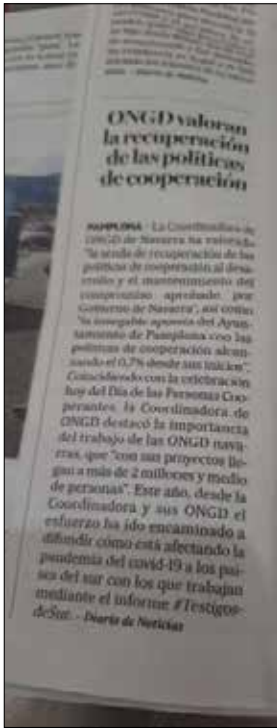 ONGD valoran
la recuperación
de las políticas
de cooperación
PAMPLONA - La Coordinadora de
ONGD de Navarra ha valorado
"la senda de recuperación de las
políticas de cooperación al desa-
rrollo y el mantenimiento del
compromiso aprobado por
Gobierno de Navarra", así como
"la innegable apuesta del Ayun-
tamiento de Pamplona con las
políticas de cooperación alcan-
zando el 0,7% desde sus inicios".
Coincidiendo con la celebración
hoy del Día de las Personas Coo-
perantes, la Coordinadora de
ONGD destacó la importancia
del trabajo de las ONGD nava-
rras, que "con sus proyectos lle-
gan a más de 2 millones y medio
de personas". Este año, desde la
Coordinadora y sus ONGD el
esfuerzo ha ido encaminado a
difundir cómo está afectando la
pandemia del covid-19 a los paí-
ses del sur con los que trabajan
mediante el informe #Testigos-
deSur. - Diario de Noticias